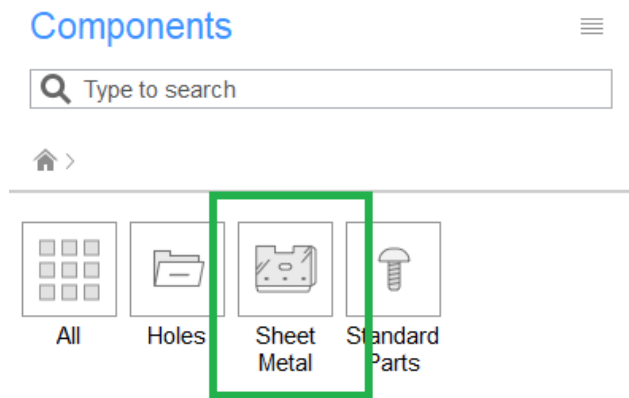 Components
Type to search
All
Holes
Sheet
Metal
Standard
Parts